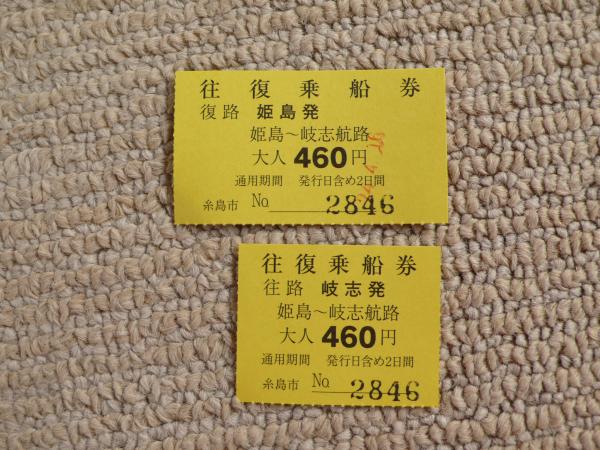 往復乗船券
復路 姫島発
姫島～岐志航路
大人 460円
通用期間 発行日含め2日間
糸島市 No 2846
往復乗船券
往路 岐志発
姫島～岐志航路
大人 460円
通用期間 発行日含め2日間
糸島市 No 2846